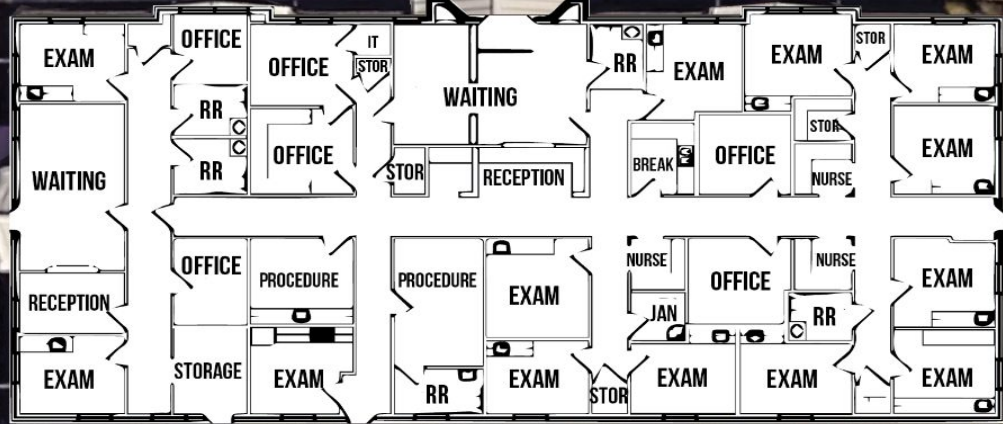 EXAM
OFFICE
OFFICE
IT
STOR
WAITING
RR
EXAM
EXAM
STOR
EXAM
RR
RR
OFFICE
STOR
WAITING
RECEPTION
BREAK
OFFICE
STOR
NURSE
EXAM
OFFICE
PROCEDURE
PROCEDURE
EXAM
NURSE
OFFICE
NURSE
EXAM
RECEPTION
JAN
RR
EXAM
STORAGE
EXAM
RR
EXAM
STOR
EXAM
EXAM
EXAM